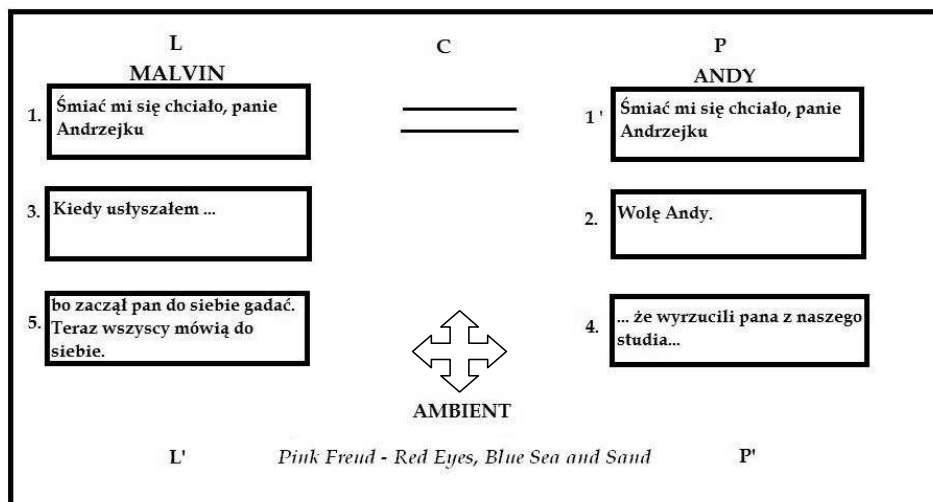 L C P
MALVIN ANDY
1. Śmiać mi się chciało, panie
Andrzejku
1' Śmiać mi się chciało, panie
Andrzejku
3. Kiedy usłyszałem ...
2. Wolę Andy.
5. bo zaczął pan do siebie gadać.
Teraz wszyscy mówią do
siebie.
4. ... że wyrzucili pana z naszego
studia...
AMBIENT
L' Pink Freud - Red Eyes, Blue Sea and Sand P'